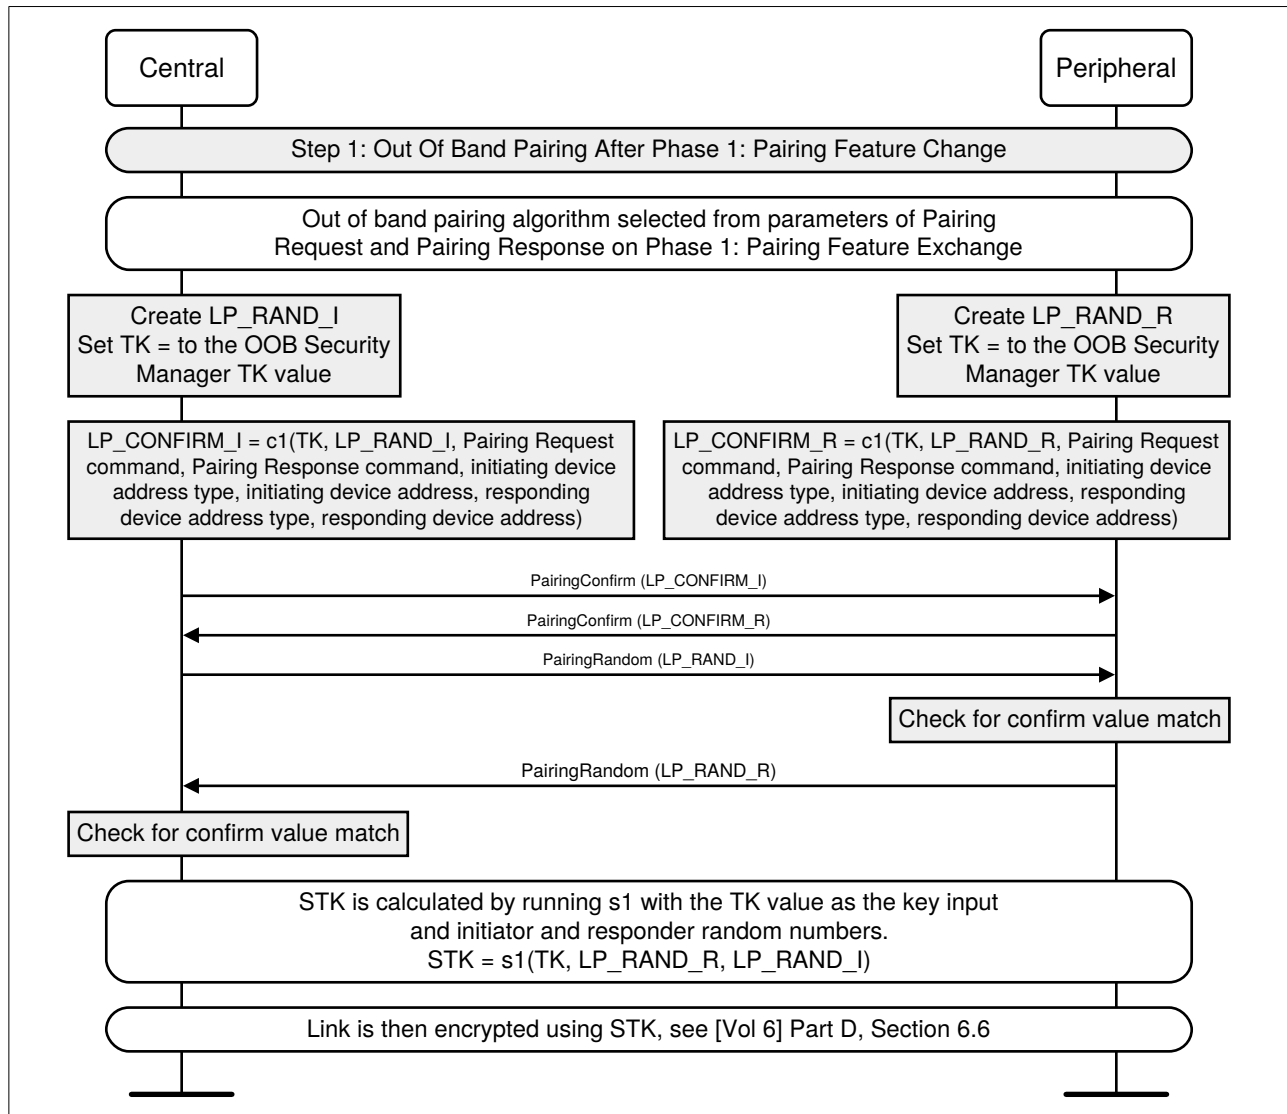 Central
Peripheral
Step 1: Out Of Band Pairing After Phase 1: Pairing Feature Change
Out of band pairing algorithm selected from parameters of Pairing
Request and Pairing Response on Phase 1: Pairing Feature Exchange
Create LP_RAND_I
Set TK = to the OOB Security
Manager TK value
Create LP_RAND_R
Set TK = to the OOB Security
Manager TK value
LP_CONFIRM_I = c1(TK, LP_RAND_I, Pairing Request
command, Pairing Response command, initiating device
address type, initiating device address, responding
device address type, responding device address)
LP_CONFIRM_R = c1(TK, LP_RAND_R, Pairing Request
command, Pairing Response command, initiating device
address type, initiating device address, responding
device address type, responding device address)
PairingConfirm (LP_CONFIRM_I)
PairingConfirm (LP_CONFIRM_R)
PairingRandom (LP_RAND_I)
Check for confirm value match
PairingRandom (LP_RAND_R)
Check for confirm value match
STK is calculated by running s1 with the TK value as the key input
and initiator and responder random numbers.
STK = s1(TK, LP_RAND_R, LP_RAND_I)
Link is then encrypted using STK, see [Vol 6] Part D, Section 6.6